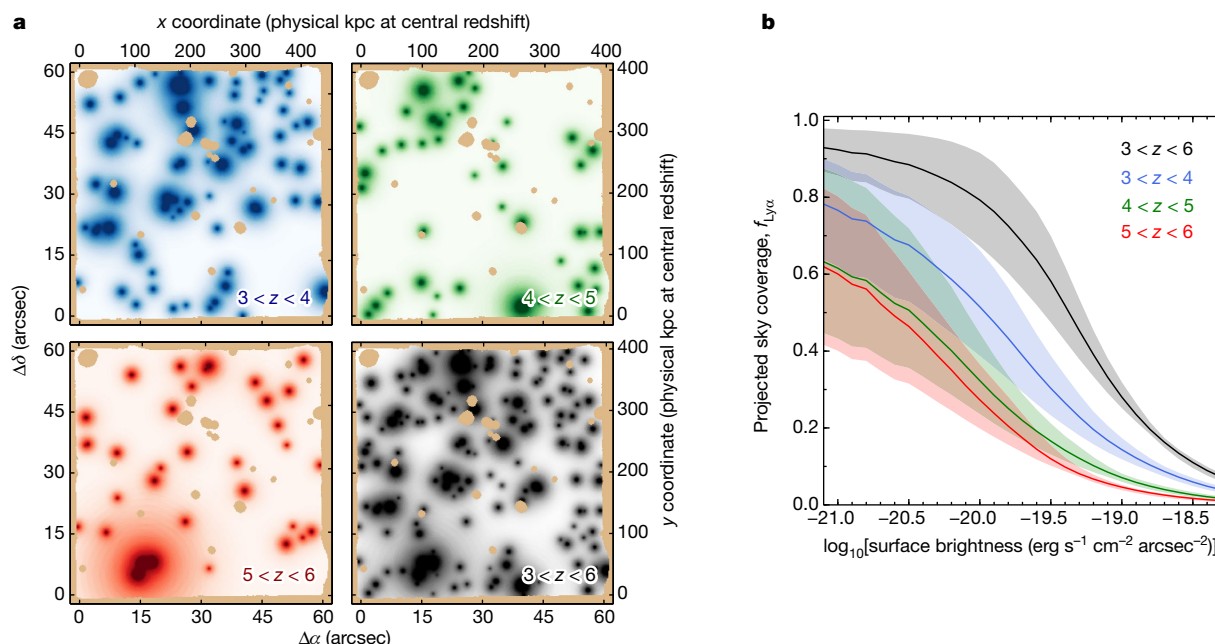 a
x coordinate (physical kpc at central redshift)
0 100 200 300 400
0 100 200 300 400
60
45
30
15
0
3 < z < 4
4 < z < 5
400
300
200
100
0
60
45
30
15
0
5 < z < 6
3 < z < 6
400
300
200
100
0
Δδ (arcsec)
y coordinate (physical kpc at central redshift)
0 15 30 45 60
0 15 30 45 60
Δα (arcsec)
b
Projected sky coverage, fLyα
1.0
0.8
0.6
0.4
0.2
0.0
3 < z < 6
3 < z < 4
4 < z < 5
5 < z < 6
−21.0 −20.5 −20.0 −19.5 −19.0 −18.5
log10[surface brightness (erg s−1 cm−2 arcsec−2)]